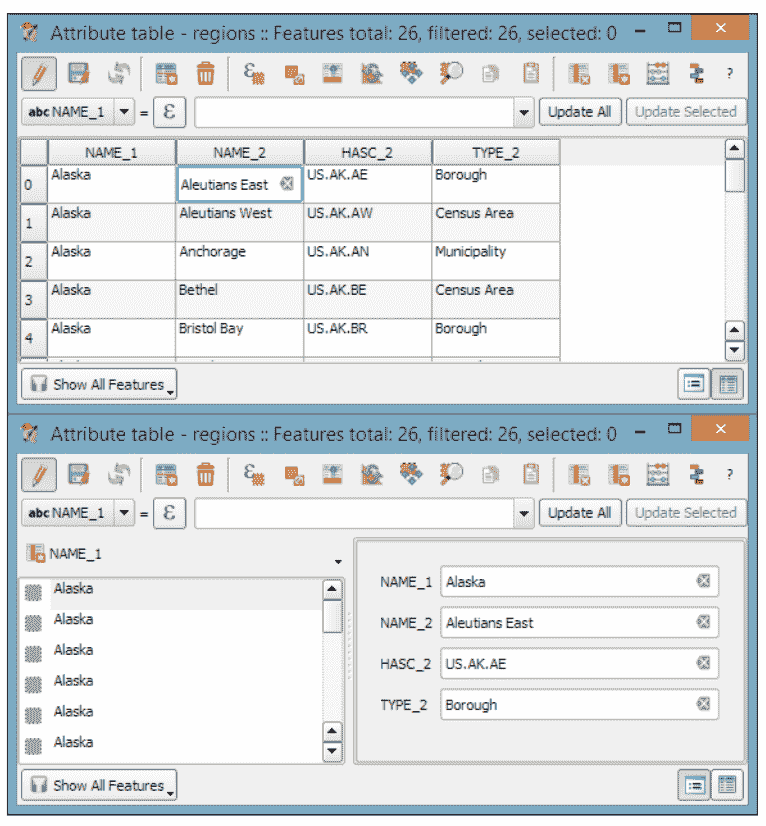 Attribute table - regions :: Features total: 26, filtered: 26, selected: 0
abc NAME_1 = ε Update All Update Selected
NAME_1 NAME_2 HASC_2 TYPE_2
0 Alaska Aleutians East US.AK.AE Borough
1 Alaska Aleutians West US.AK.AW Census Area
2 Alaska Anchorage US.AK.AN Municipality
3 Alaska Bethel US.AK.BE Census Area
4 Alaska Bristol Bay US.AK.BR Borough
Show All Features
Attribute table - regions :: Features total: 26, filtered: 26, selected: 0
abc NAME_1 = ε Update All Update Selected
NAME_1
Alaska
Alaska
Alaska
Alaska
Alaska
Alaska
NAME_1 Alaska
NAME_2 Aleutians East
HASC_2 US.AK.AE
TYPE_2 Borough
Show All Features